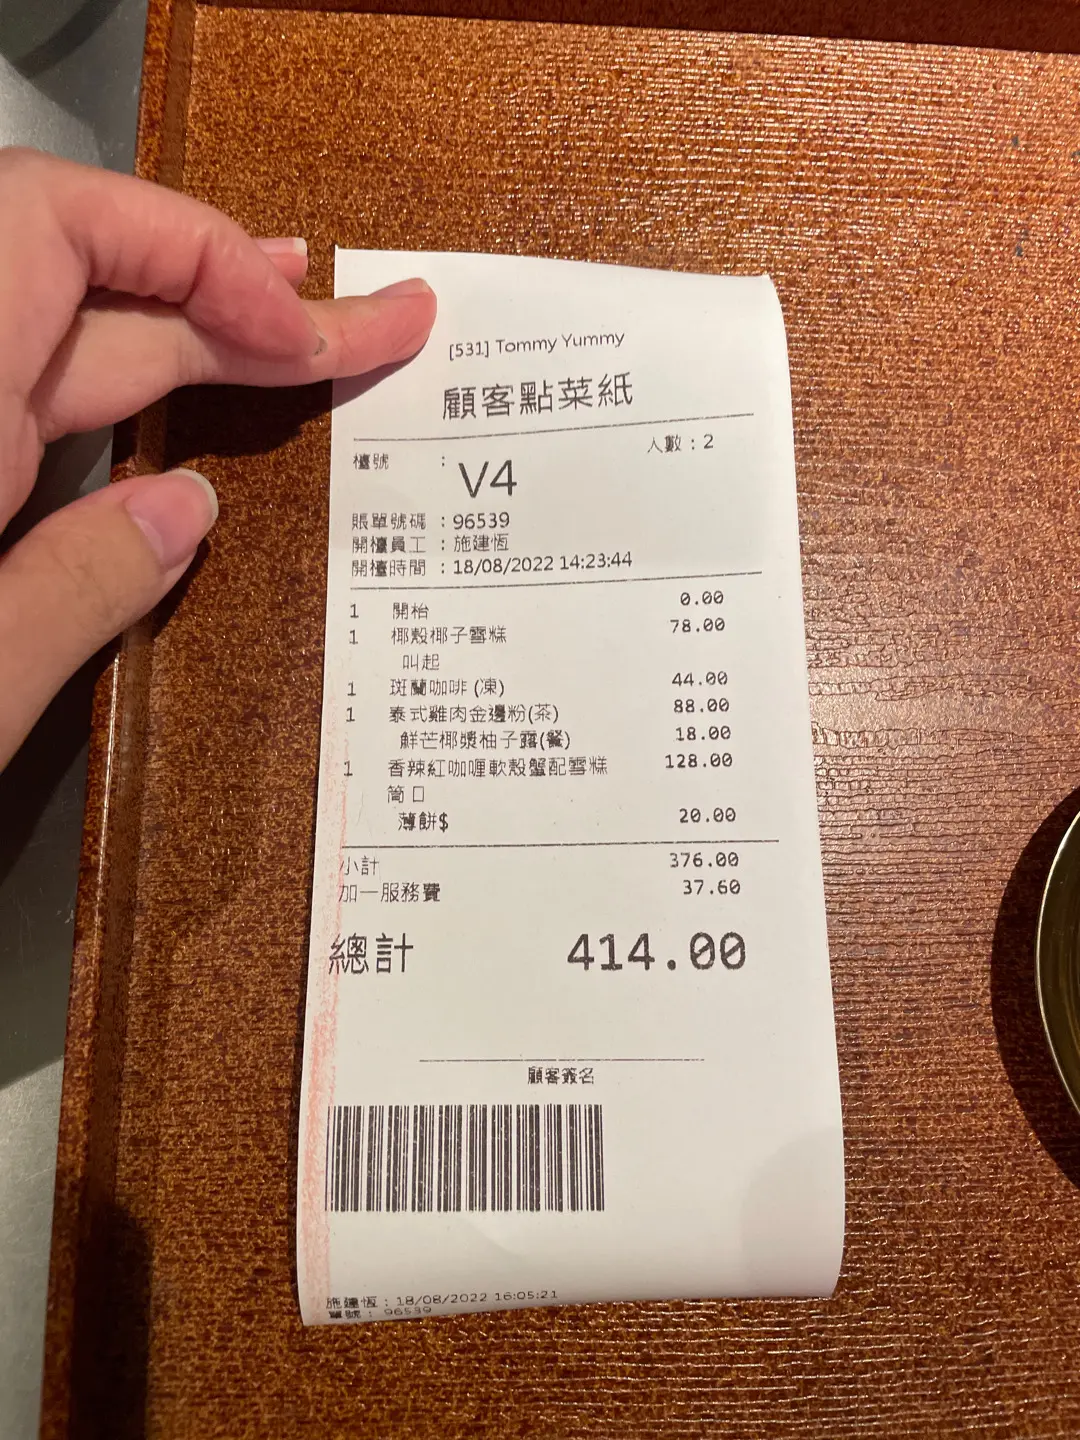 [531] Tommy Yummy
顧客點菜紙
人數：2
檯號 ： V4
賬單號碼 ：96539
開檯員工 ：施建恆
開檯時間 ：18/08/2022 14:23:44
1 開枱 0.00
1 椰殼椰子雪糕 78.00
叫起
1 斑蘭咖啡 (凍) 44.00
1 泰式雞肉金邊粉(茶) 88.00
鮮芒椰漿柚子露(餐) 18.00
1 香辣紅咖喱軟殼蟹配雪糕 128.00
筒口
薄餅$ 20.00
小計 376.00
加一服務費 37.60
總計 414.00
顧客簽名
施建恆：18/08/2022 16:05:21
單號：96539